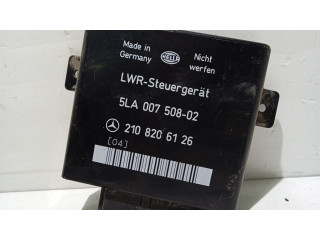 Made in
Germany
HELLA
Nicht
werfen
LWR-Steuergerät
5LA 007 508-02
210 820 61 26
[04]